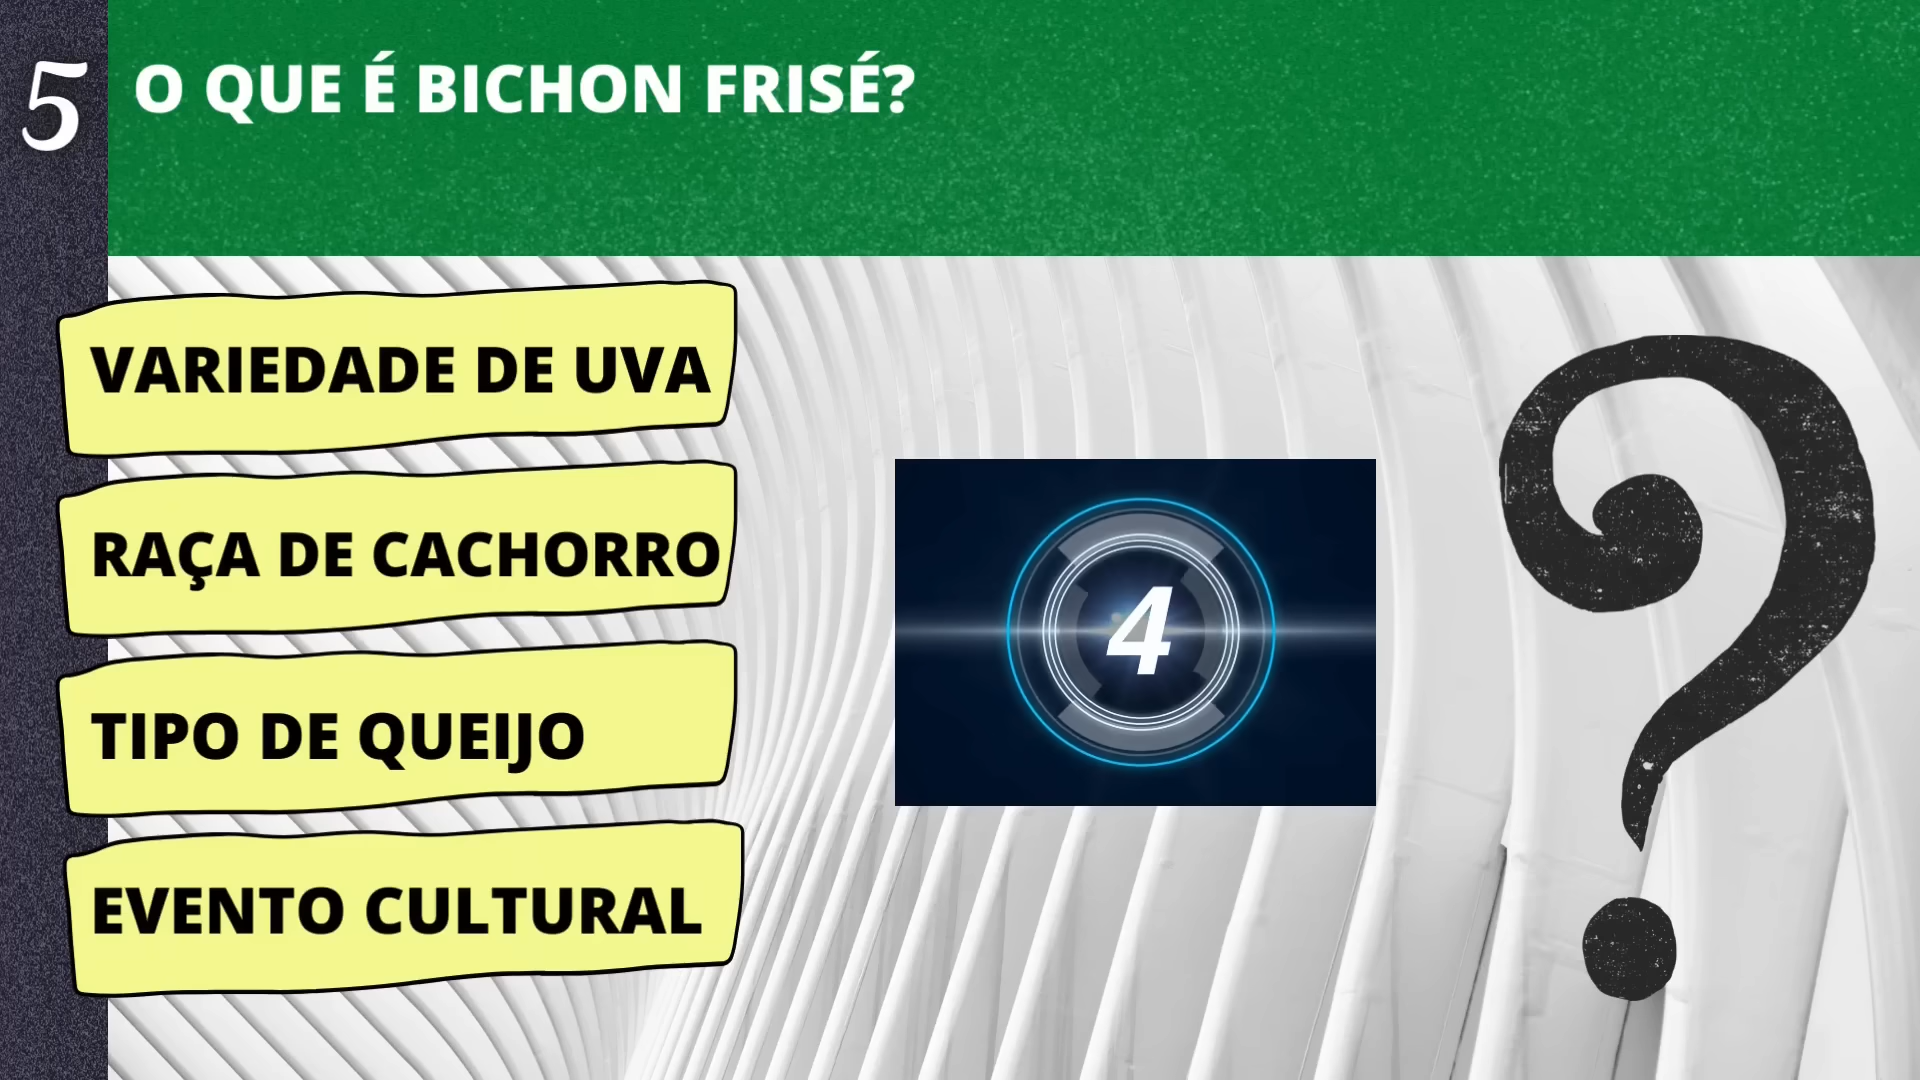 5
O QUE É BICHON FRISÉ?
VARIEDADE DE UVA
RAÇA DE CACHORRO
TIPO DE QUEIJO
EVENTO CULTURAL
4
?